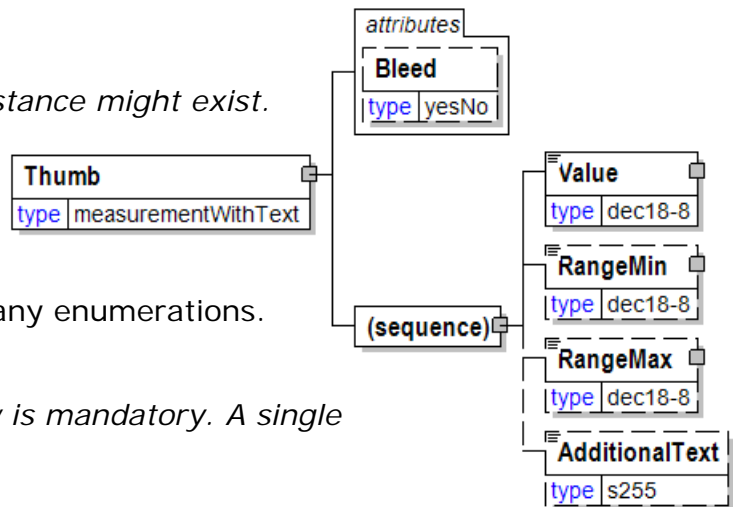 attributes
Bleed
type yesNo
stance might exist.
Thumb
type measurementWithText
Value
type dec18-8
RangeMin
type dec18-8
any enumerations.
(sequence)
RangeMax
type dec18-8
is mandatory. A single
AdditionalText
type s255